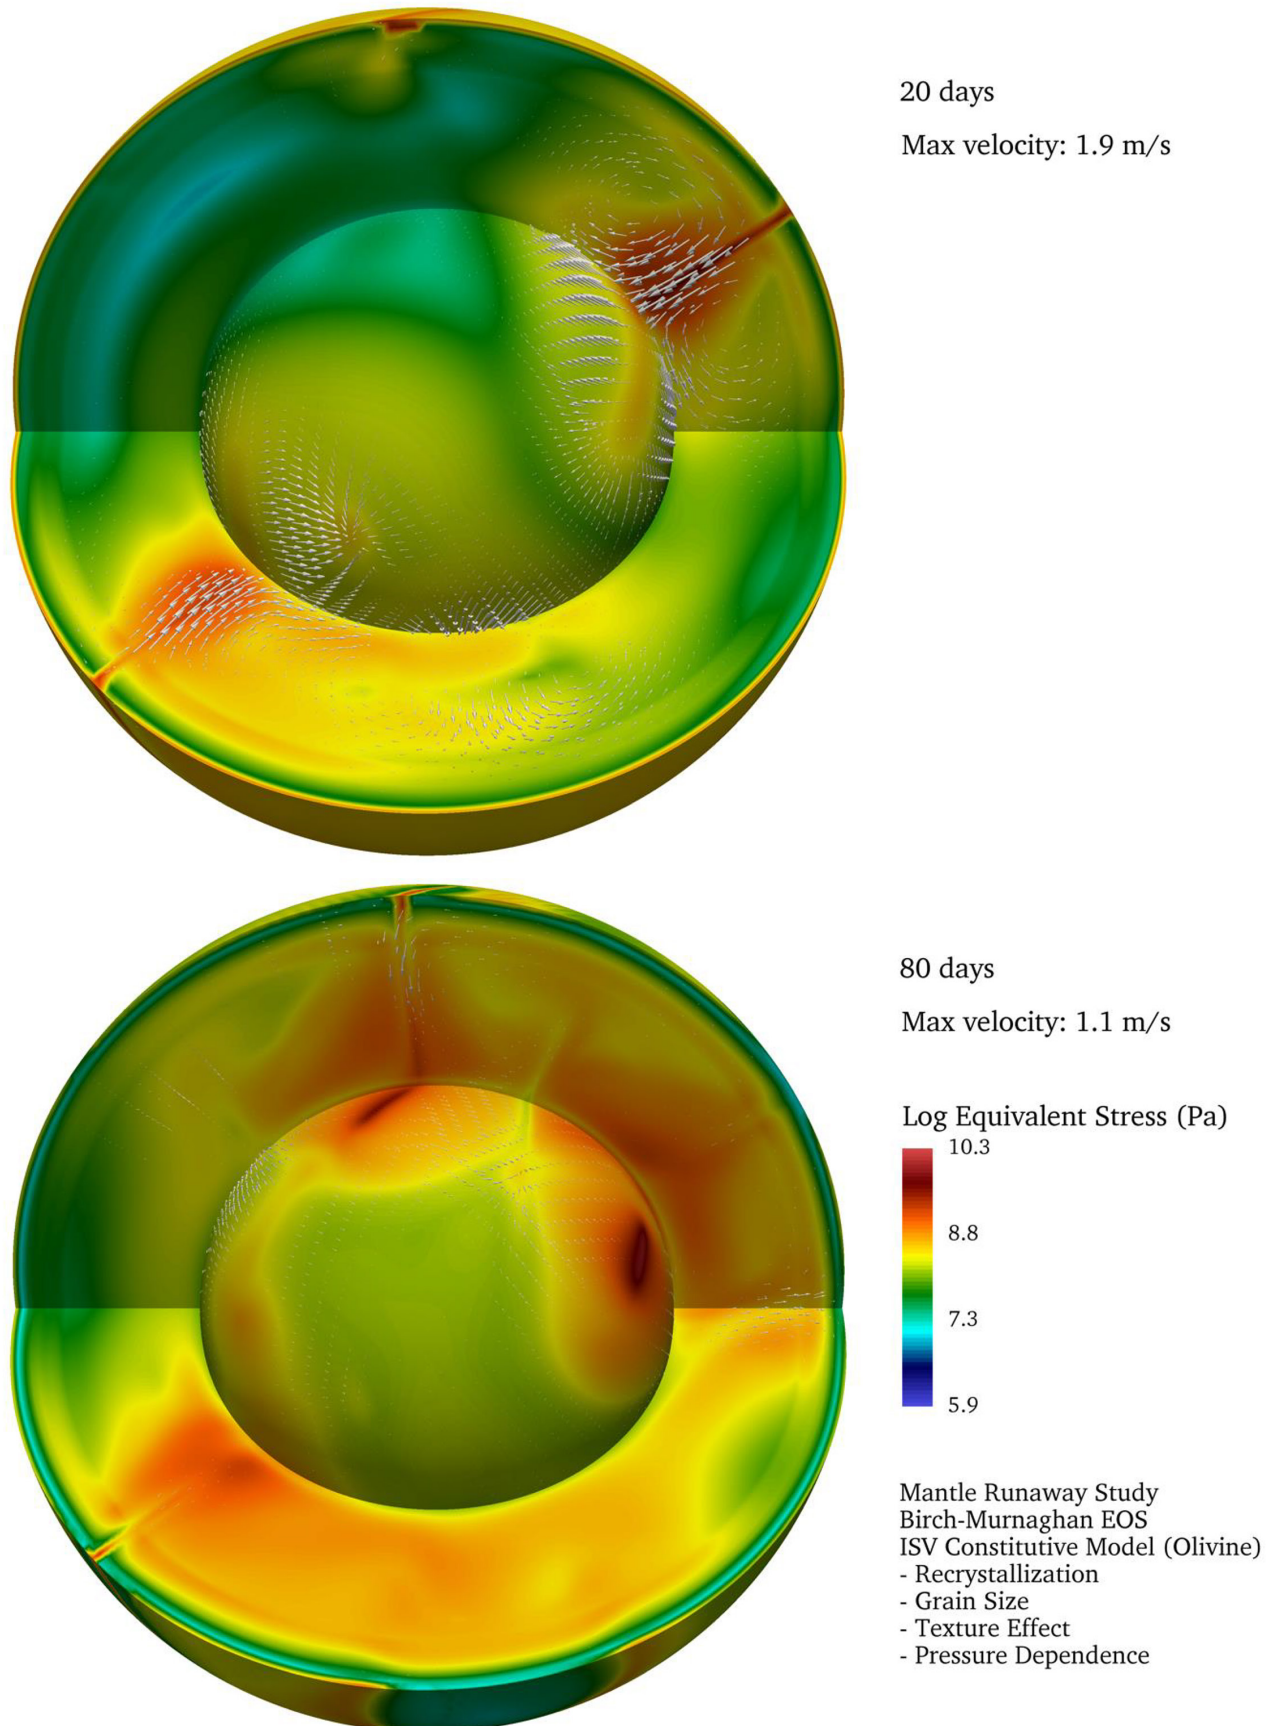 20 days
Max velocity: 1.9 m/s
80 days
Max velocity: 1.1 m/s
Log Equivalent Stress (Pa)
10.3
8.8
7.3
5.9
Mantle Runaway Study
Birch-Murnaghan EOS
ISV Constitutive Model (Olivine)
- Recrystallization
- Grain Size
- Texture Effect
- Pressure Dependence